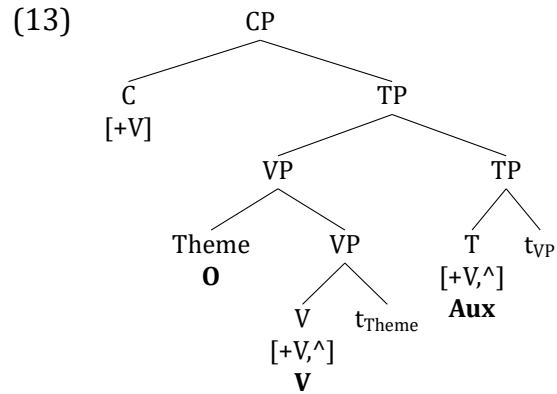 (13) CP
C TP
[+V]
VP TP
Theme VP T t_VP
O [+V,^]
V t_Theme Aux
[+V,^]
V